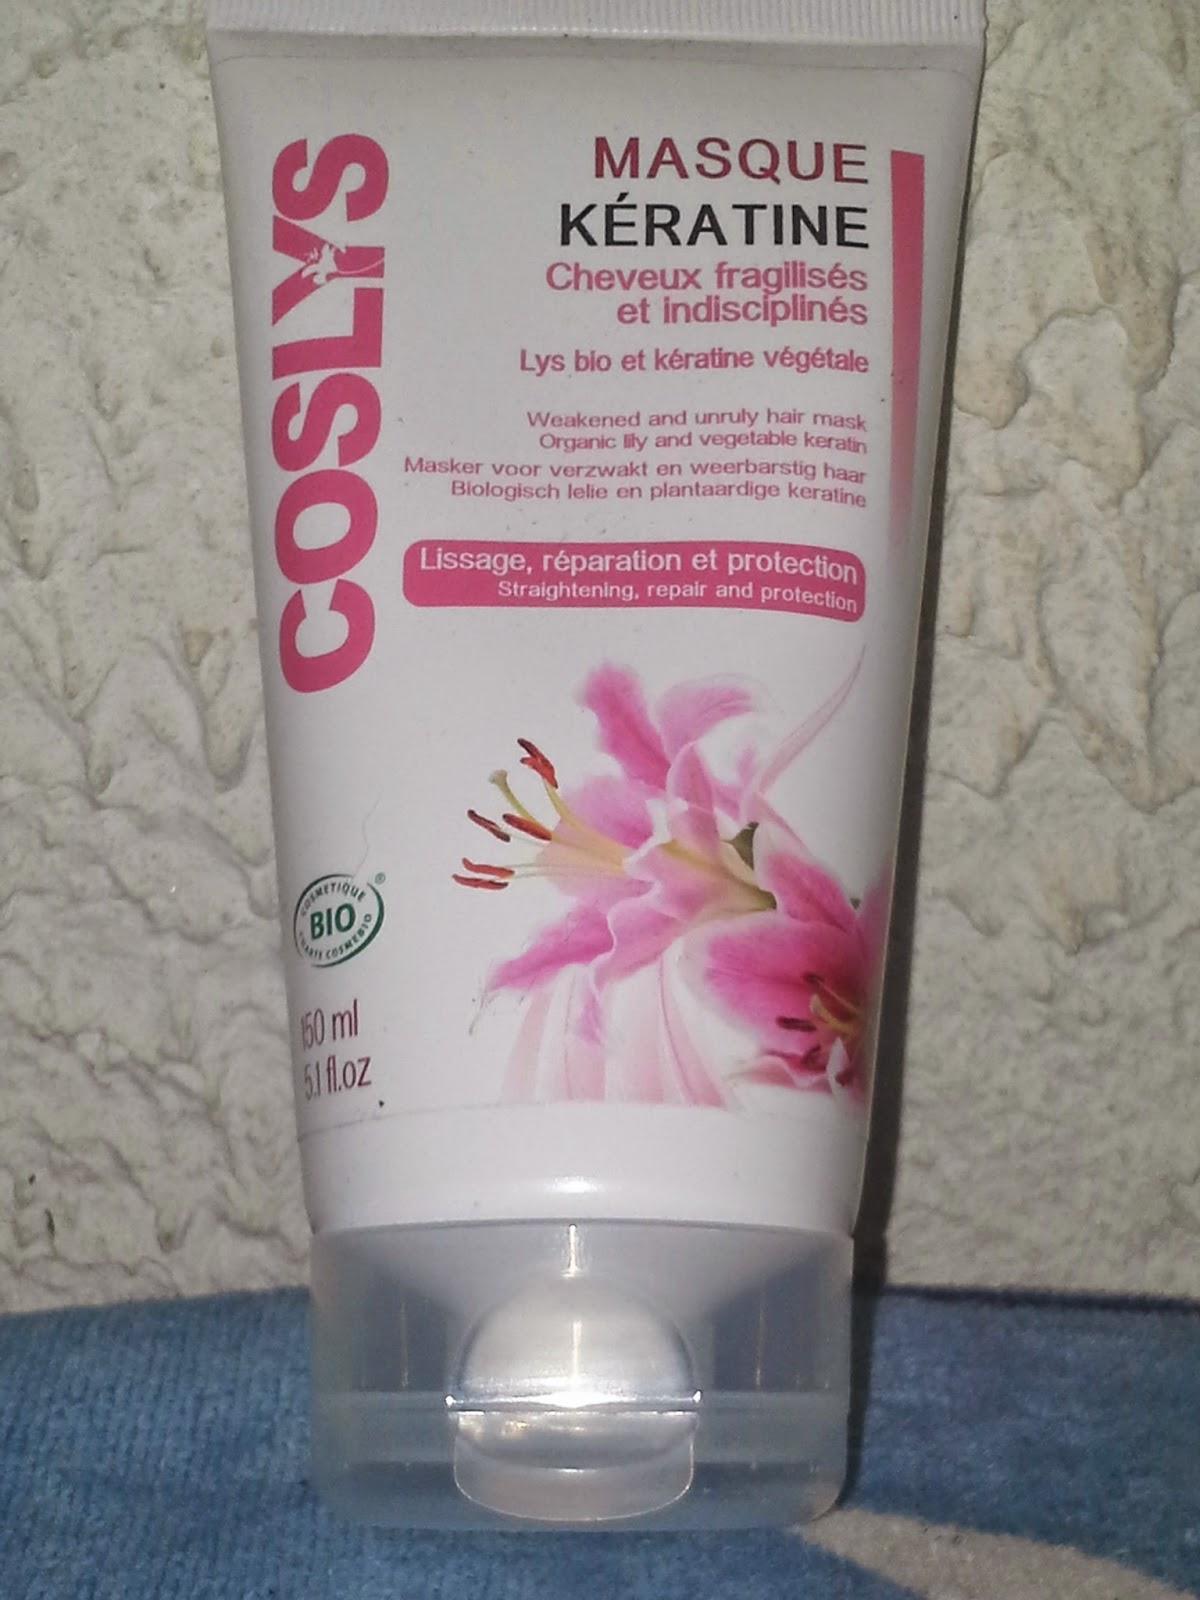 COSLYS
MASQUE
KÉRATINE
Cheveux fragilisés
et indisciplinés
Lys bio et kératine végétale
Weakened and unruly hair mask
Organic lily and vegetable keratin
Masker voor verzwakt en weerbarstig haar
Biologisch lelie en plantaardige keratine
Lissage, réparation et protection
Straightening, repair and protection
COSMETIQUE
BIO
®
CHARTE COSMEBIO
150 ml
5.1 fl.oz